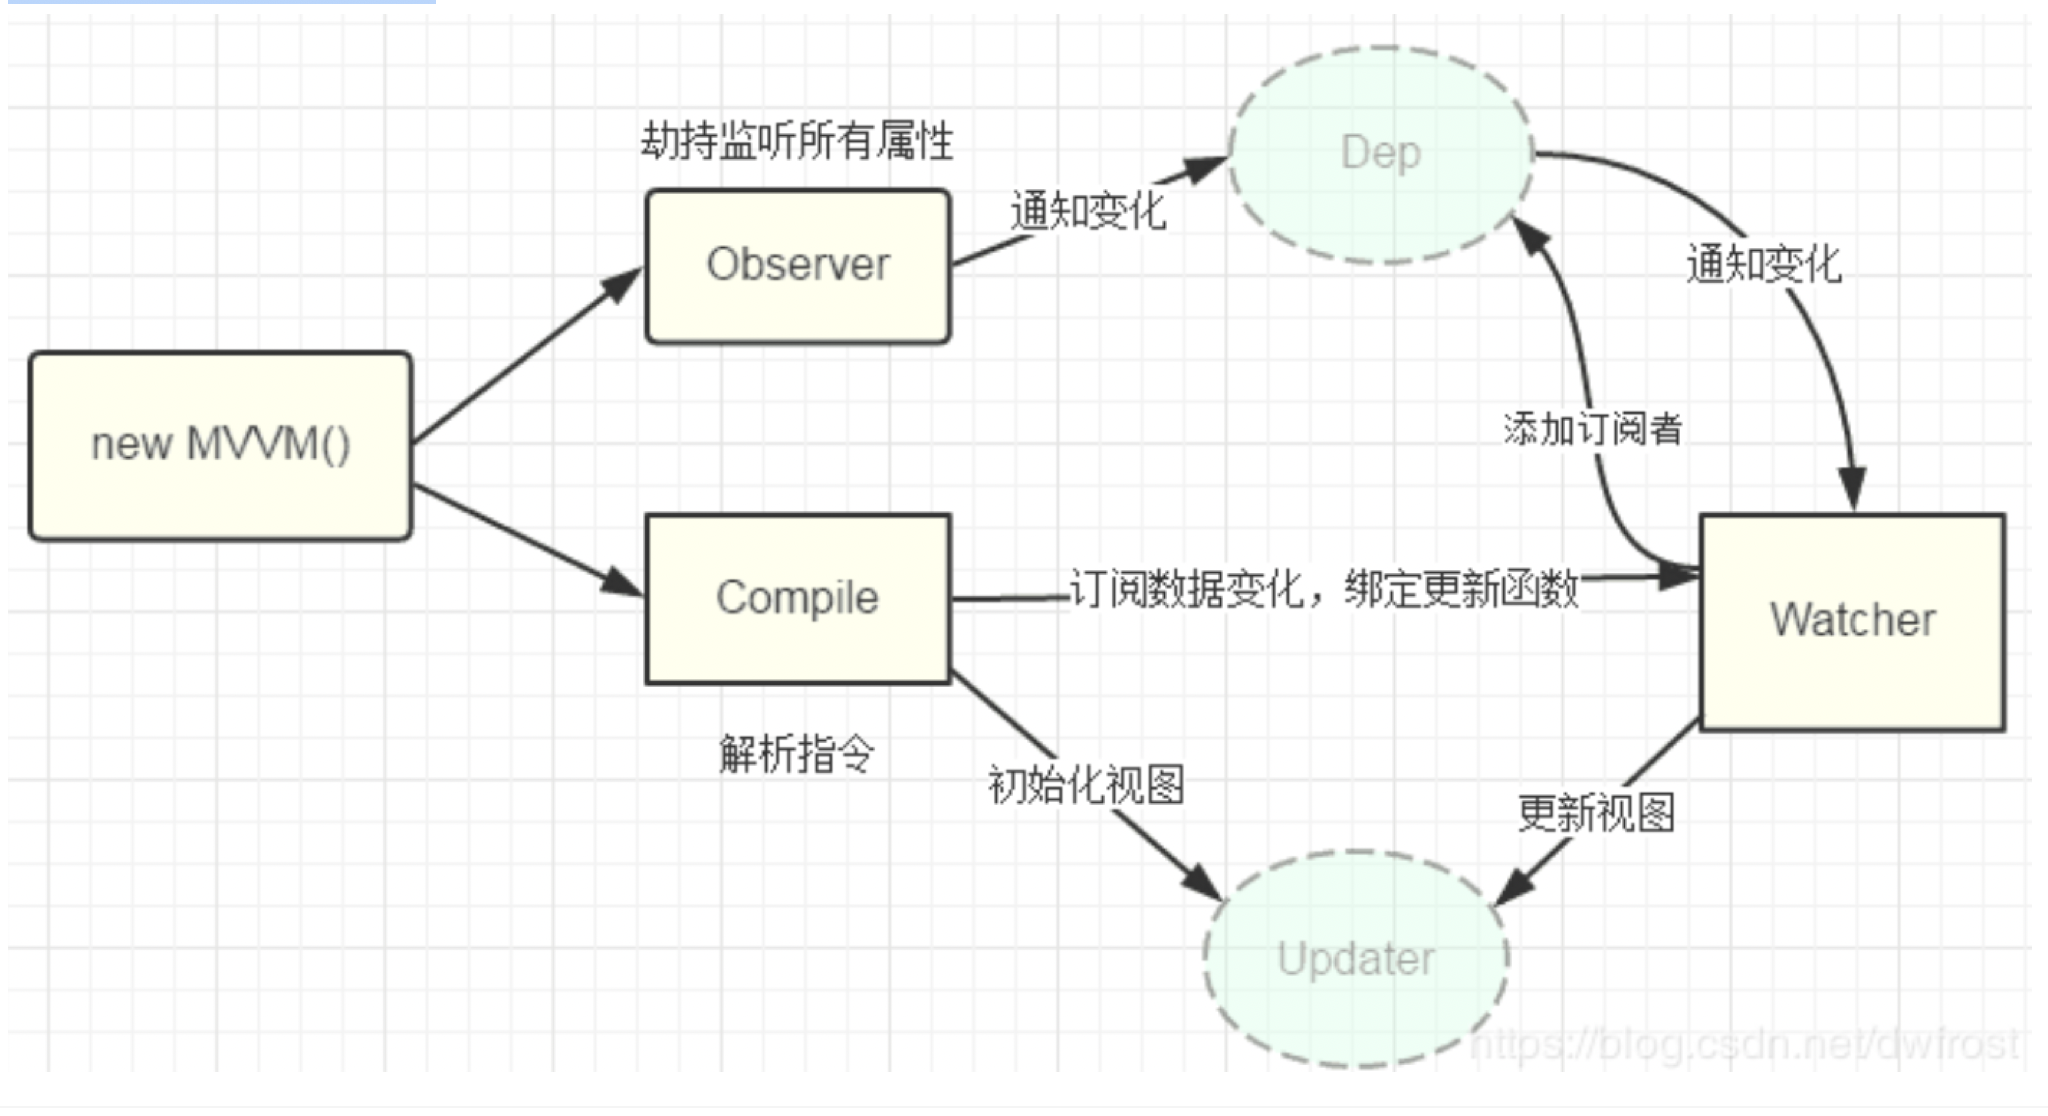 劫持监听所有属性
Dep
通知变化
Observer
通知变化
new MVVM()
添加订阅者
Compile
订阅数据变化，绑定更新函数
Watcher
解析指令
初始化视图
更新视图
Updater
https://blog.csdn.net/dwfrost